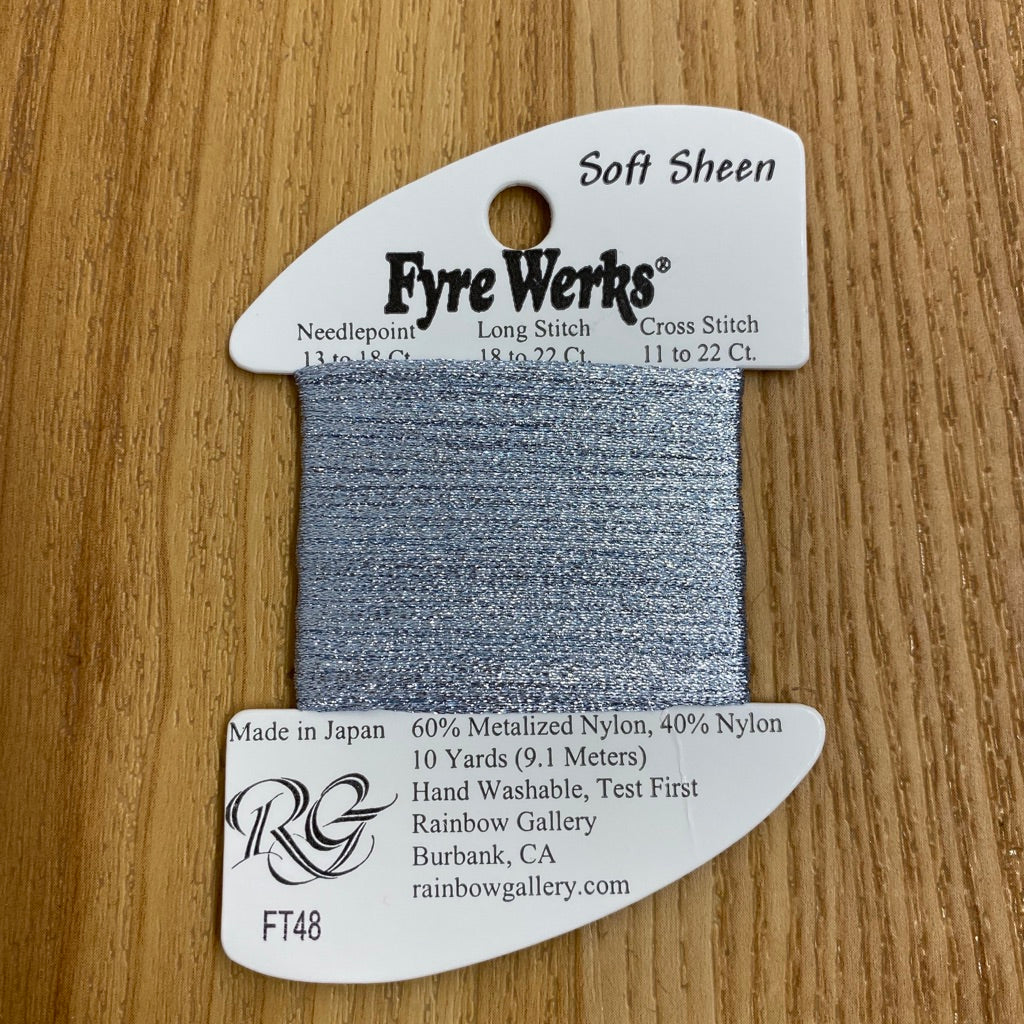 Soft Sheen
Fyre Werks®
Needlepoint Long Stitch Cross Stitch
13 to 18 Ct. 18 to 22 Ct. 11 to 22 Ct.
Made in Japan 60% Metalized Nylon, 40% Nylon
10 Yards (9.1 Meters)
Hand Washable, Test First
RG
Rainbow Gallery
Burbank, CA
rainbowgallery.com
FT48